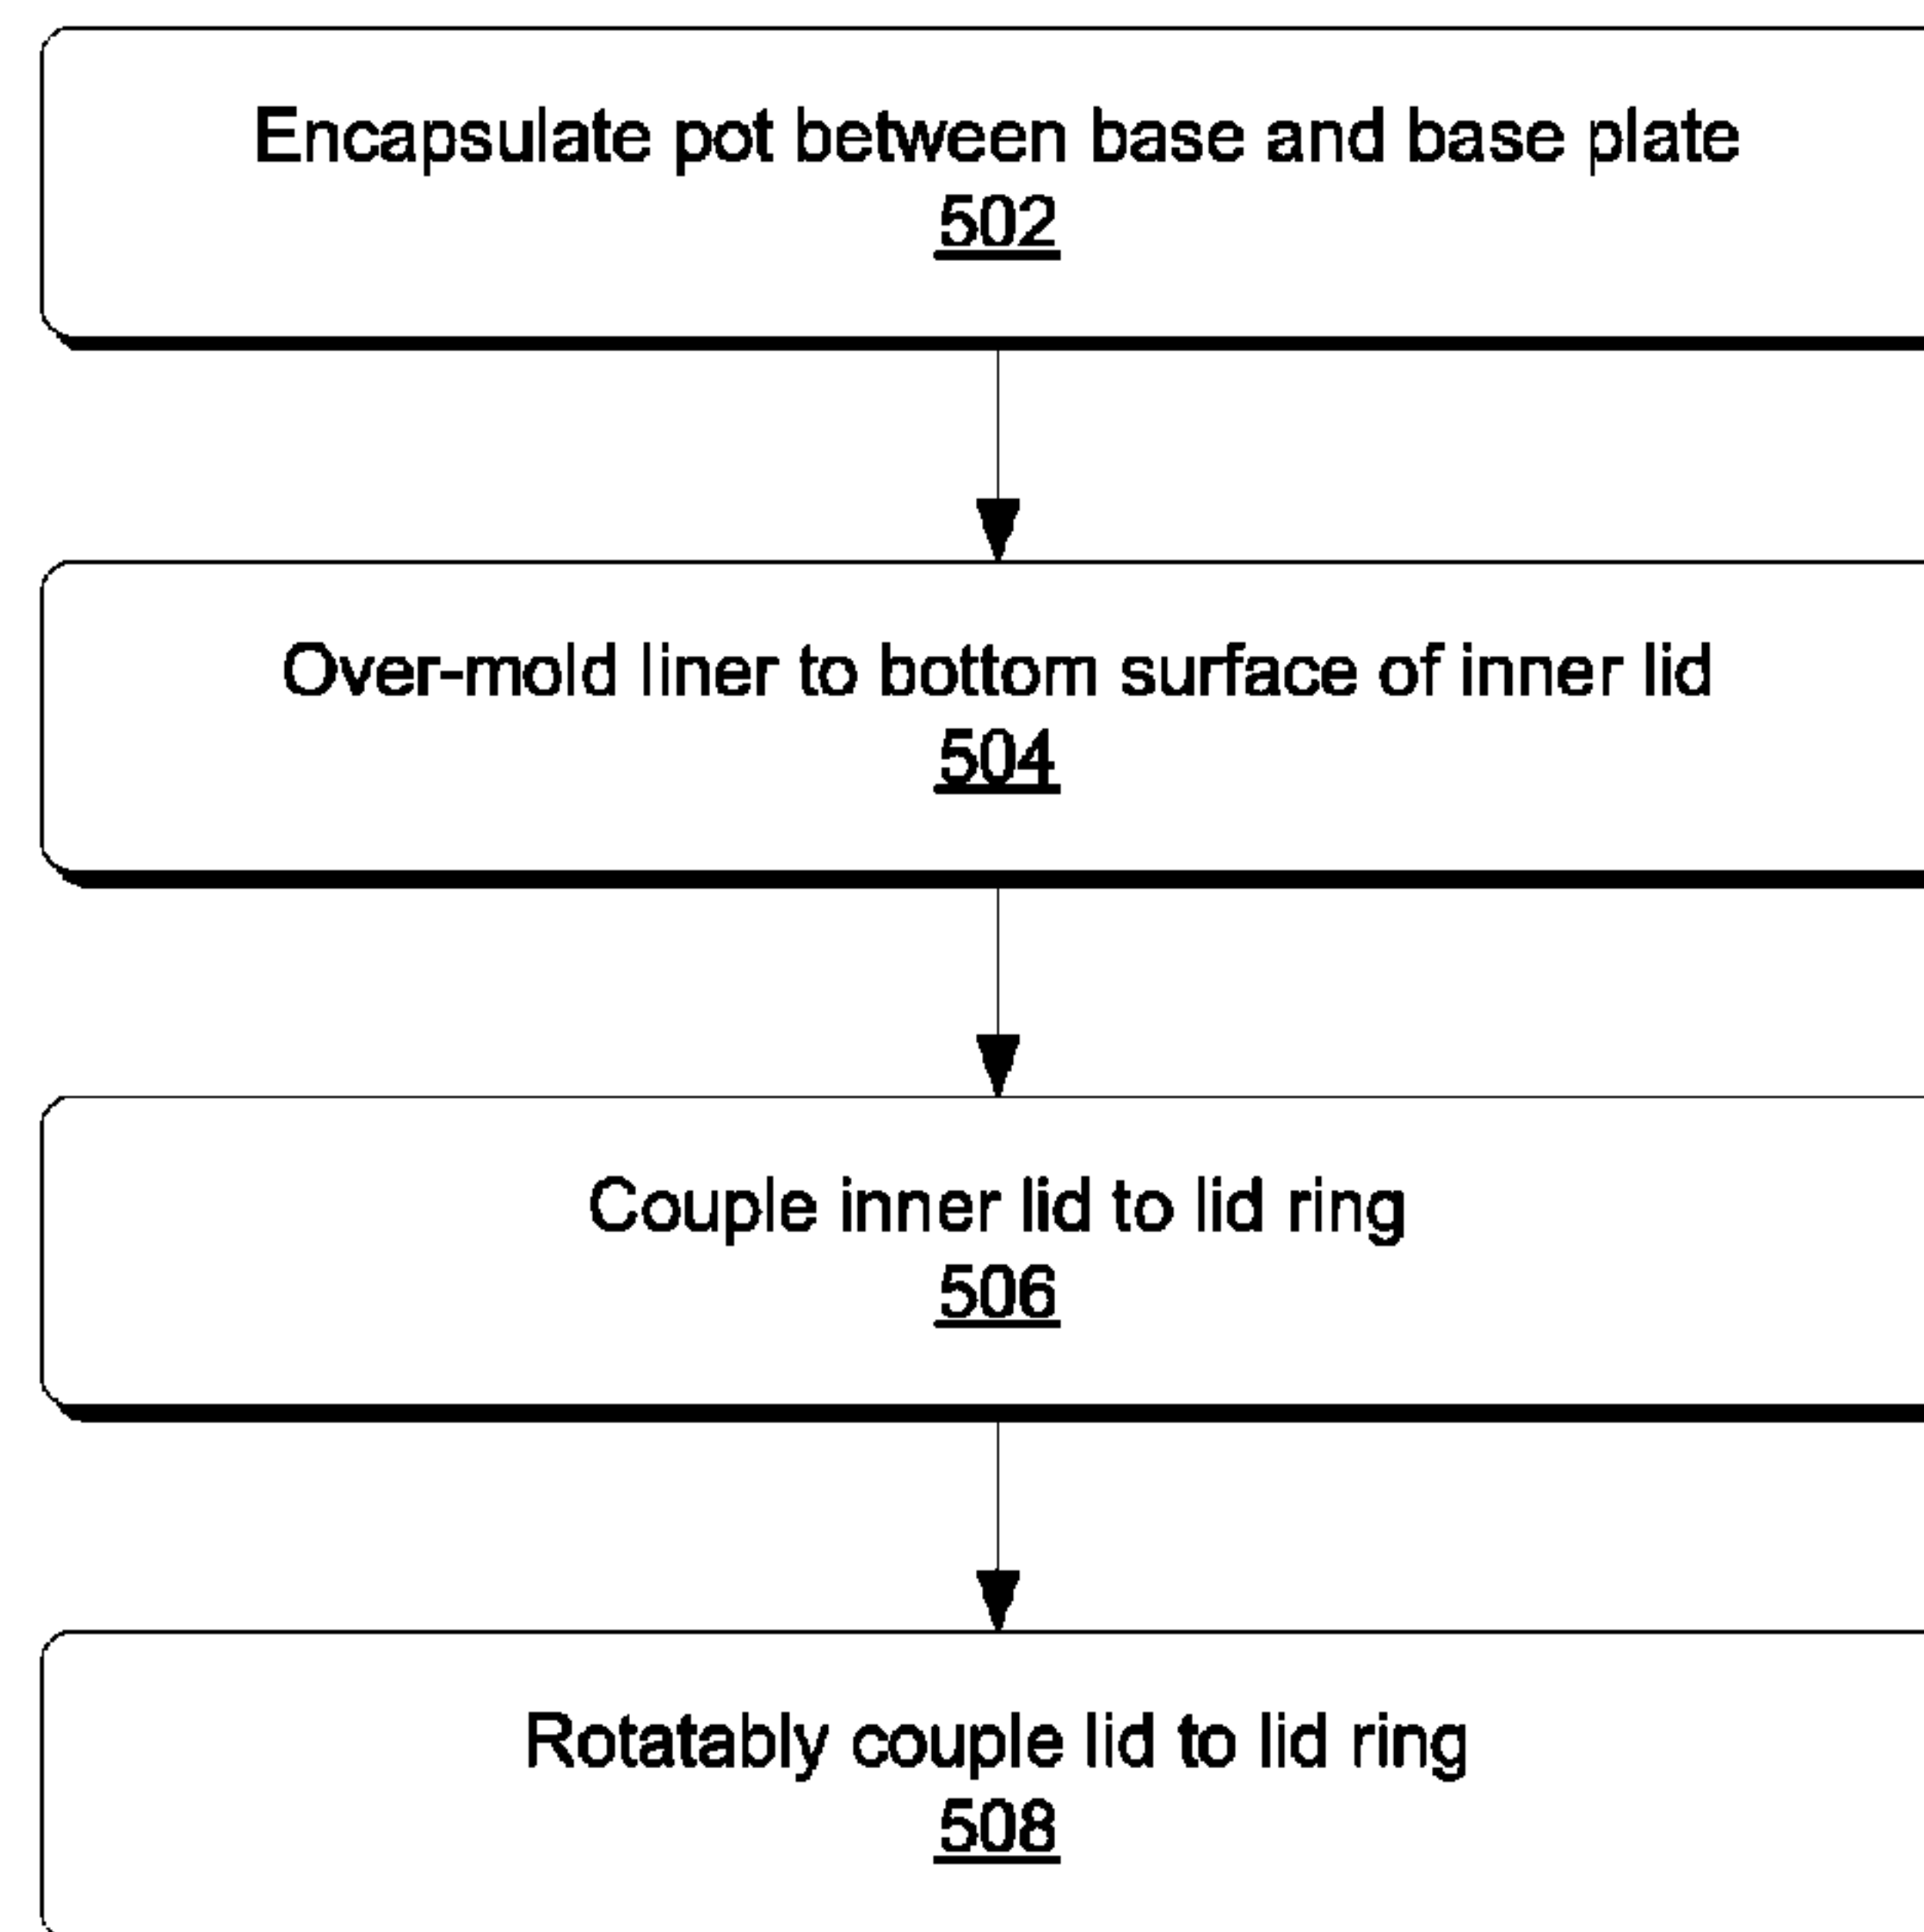 Encapsulate pot between base and base plate
502
Over-mold liner to bottom surface of inner lid
504
Couple inner lid to lid ring
506
Rotatably couple lid to lid ring
508